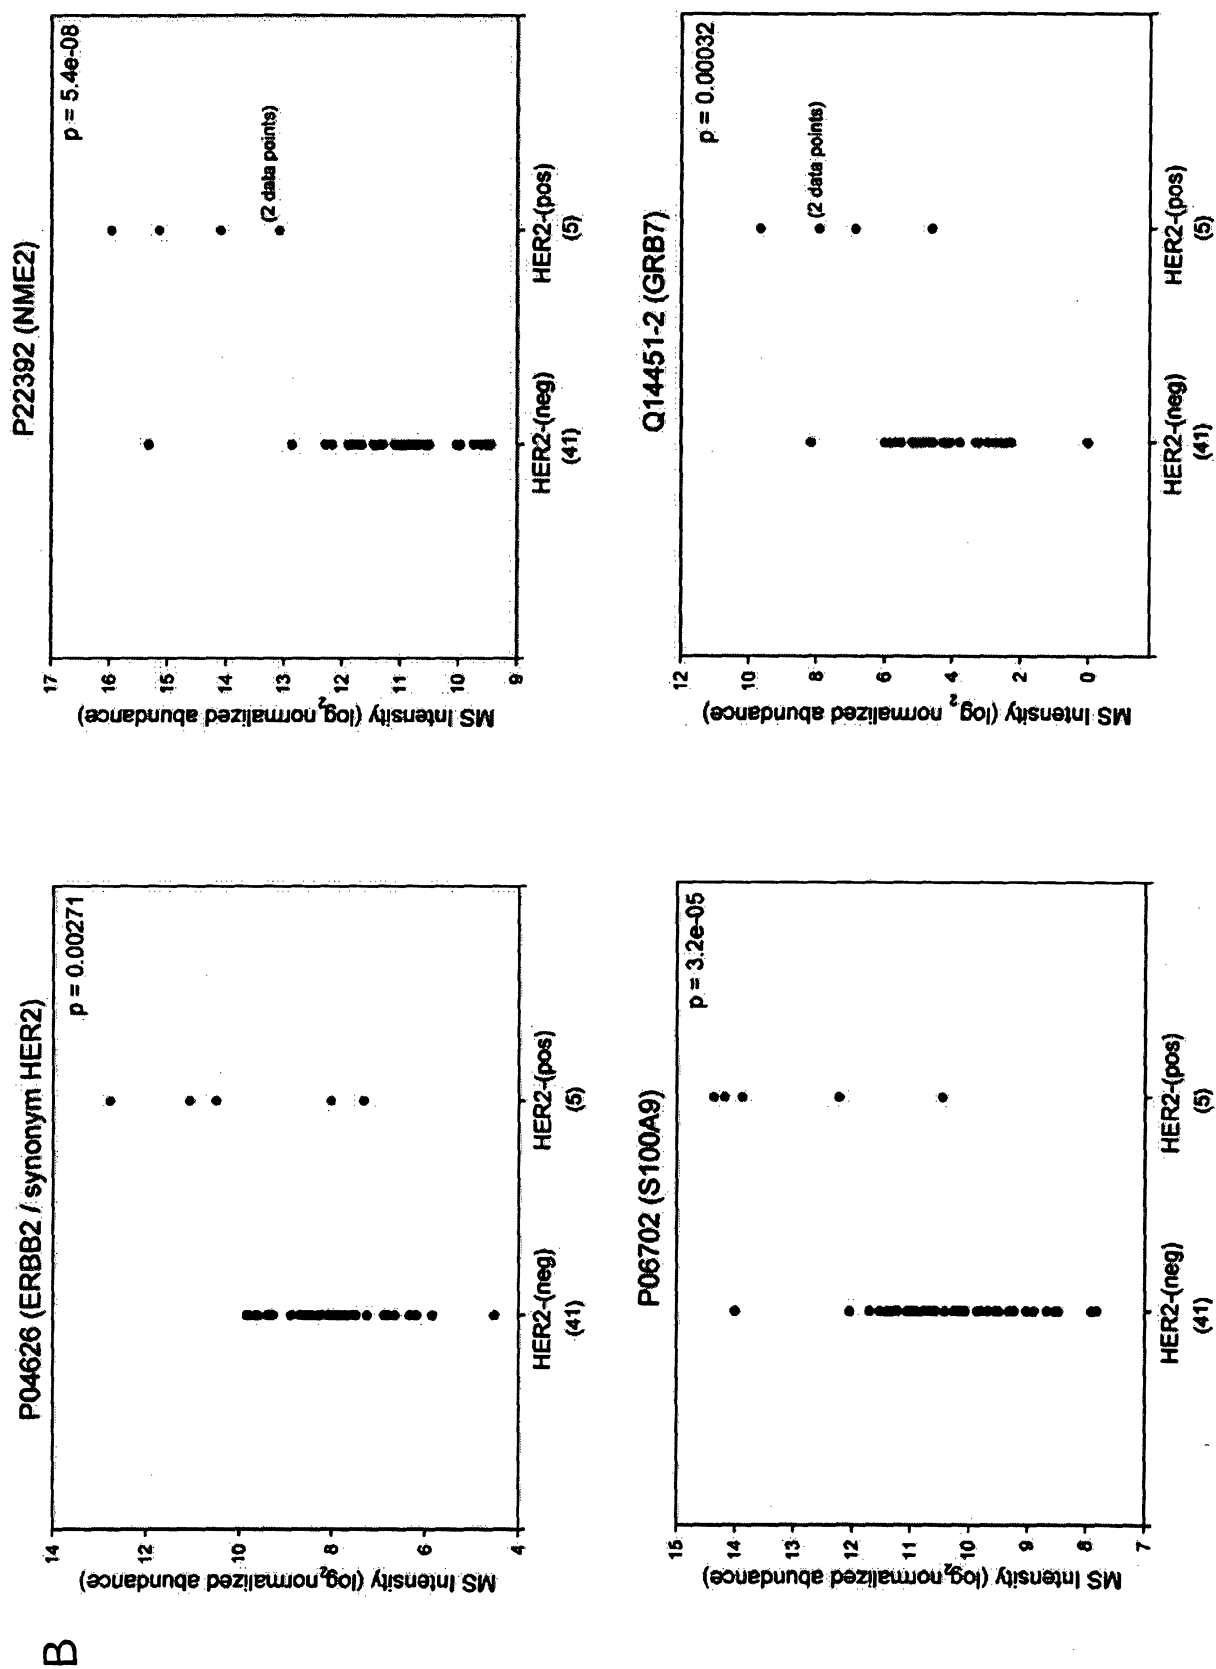 B
P04626 (ERBB2 / synonym HER2)
p = 0.00271
MS Intensity (log2 normalized abundance)
14
12
10
8
6
4
HER2-(neg)
(41)
HER2-(pos)
(5)
P22392 (NME2)
p = 5.4e-08
(2 data points)
MS Intensity (log2 normalized abundance)
17
16
15
14
13
12
11
10
9
HER2-(neg)
(41)
HER2-(pos)
(5)
P06702 (S100A9)
p = 3.2e-05
MS Intensity (log2 normalized abundance)
15
14
13
12
11
10
9
8
7
HER2-(neg)
(41)
HER2-(pos)
(5)
Q14451-2 (GRB7)
p = 0.00032
(2 data points)
MS Intensity (log2 normalized abundance)
12
10
8
6
4
2
0
HER2-(neg)
(41)
HER2-(pos)
(5)